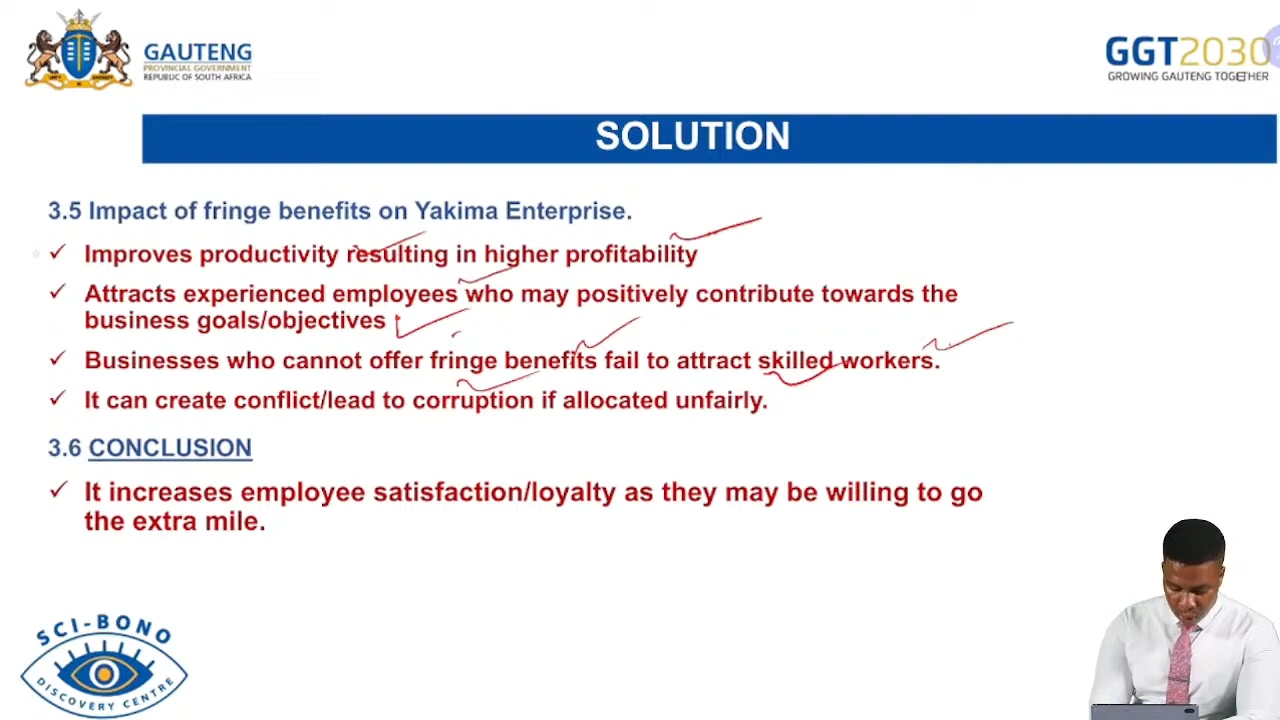 GAUTENG
PROVINCIAL GOVERNMENT
REPUBLIC OF SOUTH AFRICA
GGT2030
GROWING GAUTENG TOGETHER
SOLUTION
3.5 Impact of fringe benefits on Yakima Enterprise.
✓ Improves productivity resulting in higher profitability
✓ Attracts experienced employees who may positively contribute towards the
business goals/objectives
✓ Businesses who cannot offer fringe benefits fail to attract skilled workers.
✓ It can create conflict/lead to corruption if allocated unfairly.
3.6 CONCLUSION
✓ It increases employee satisfaction/loyalty as they may be willing to go
the extra mile.
SCI-BONO
DISCOVERY CENTRE